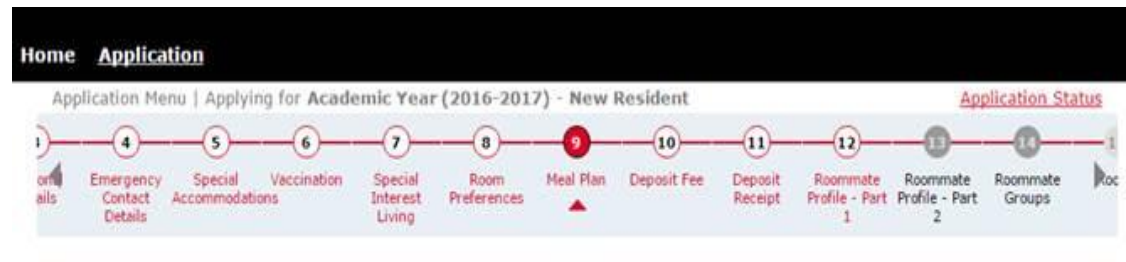 Home Application
Application Menu | Applying for Academic Year (2016-2017) - New Resident Application Status
4 5 6 7 8 9 10 11 12 13 14
Emergency Special Vaccination Special Room Meal Plan Deposit Fee Deposit Roommate Roommate Roommate
ails Contact Accommodations Interest Preferences Receipt Profile - Part Profile - Part Groups
Details Living 1 2